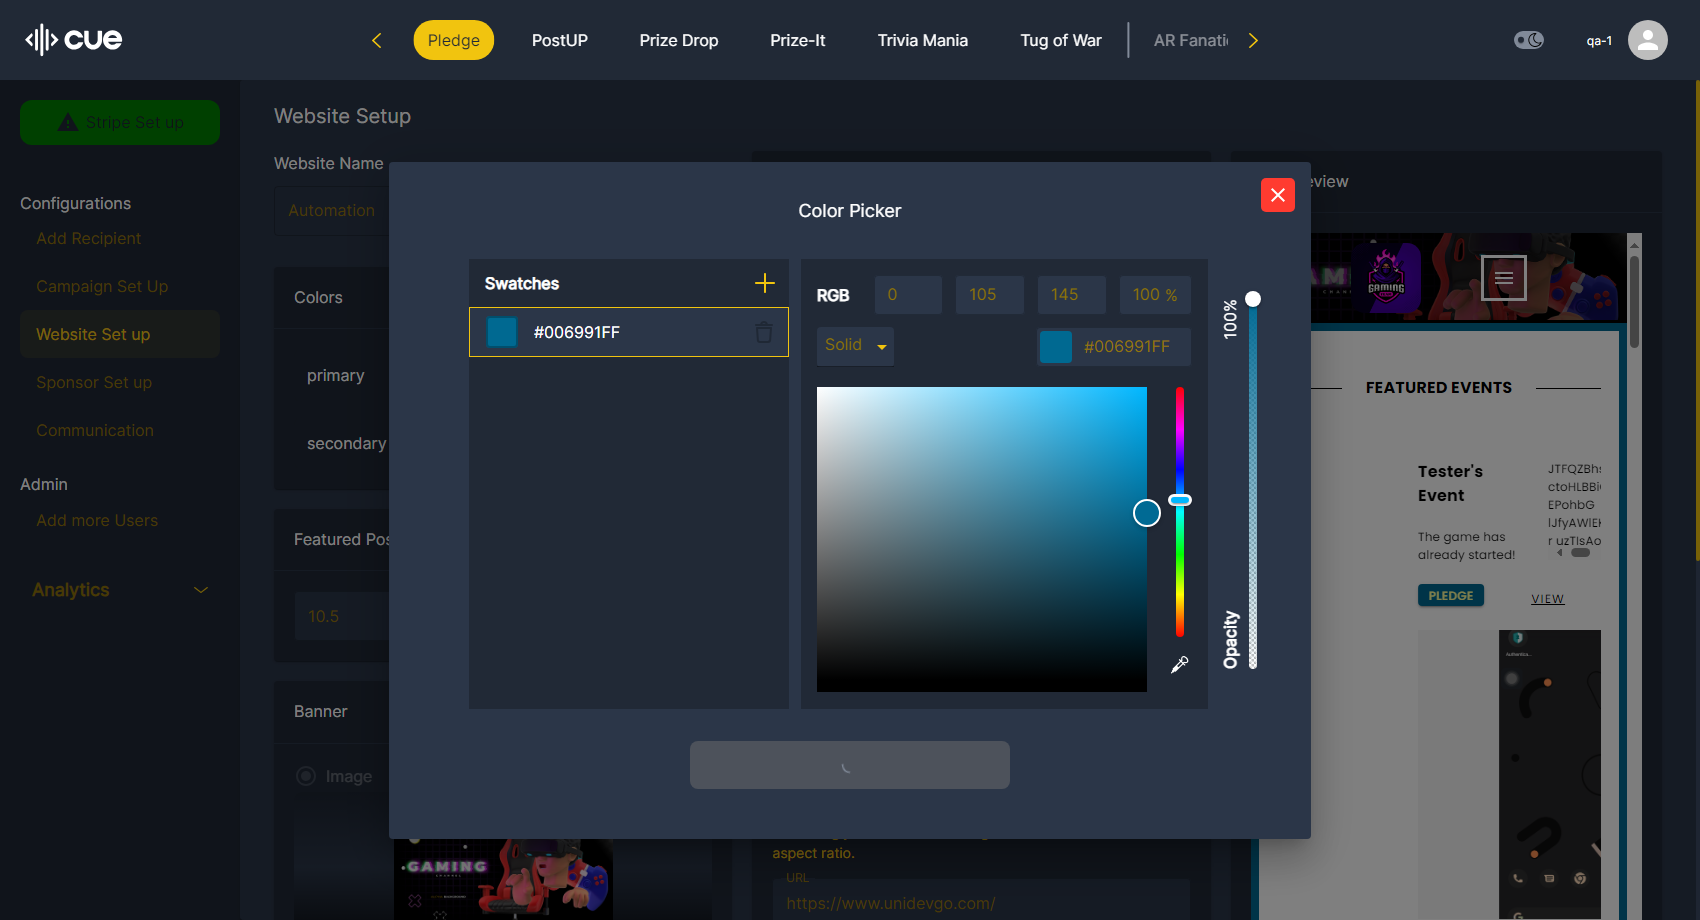 cue
Pledge
PostUP
Prize Drop
Prize-It
Trivia Mania
Tug of War
AR Fanati
qa-1
Stripe Set up
Configurations
Add Recipient
Campaign Set Up
Website Set up
Sponsor Set up
Communication
Admin
Add more Users
Analytics
Website Setup
Website Name
Automation
Colors
primary
secondary
Featured Pos
10.5
Banner
Image
GAMING
aspect ratio.
URL
https://www.unidevgo.com/
Color Picker
Swatches
#006991FF
RGB
0
105
145
100 %
Solid
#006991FF
100%
Opacity
eview
GAMING
FEATURED EVENTS
Tester's
Event
JTFQZBhs
ctoHLBBi
EPohbG
lJfyAWlEK
r uzTlsAo
The game has
already started!
PLEDGE
VIEW